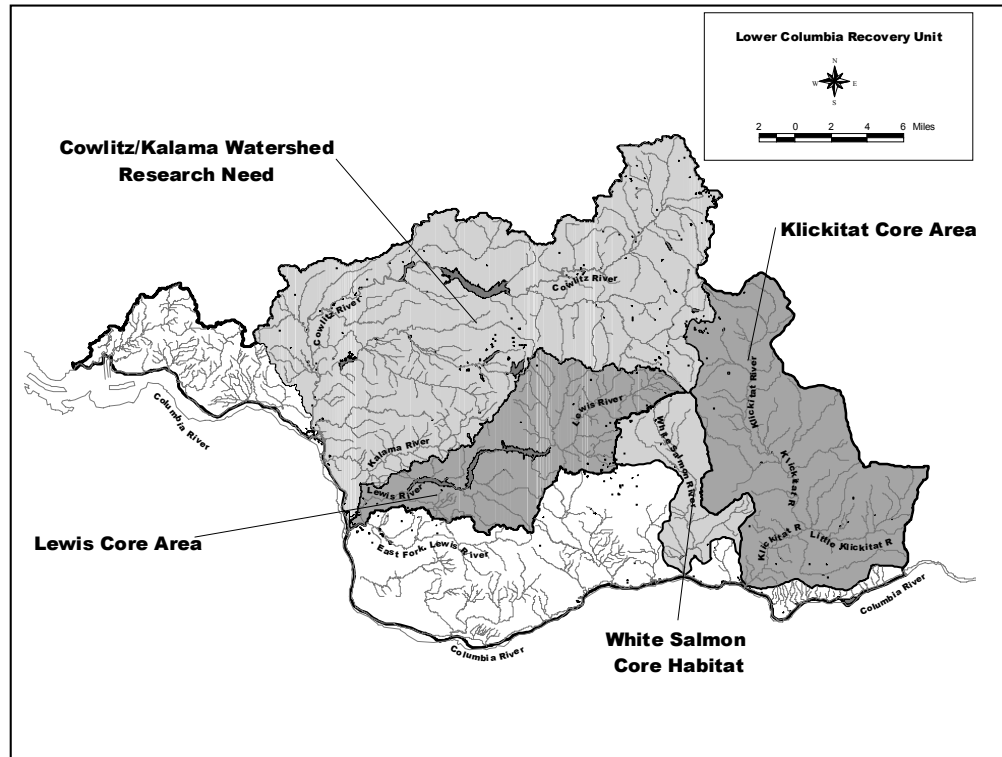 Lower Columbia Recovery Unit
N
W E
S
2 0 2 4 6 Miles
Cowlitz/Kalama Watershed
Research Need
Klickitat Core Area
Cowlitz River
Cowlitz River
Columbia River
Klickitat River
Lewis River
White Salmon River
Kalama River
Klickitat R
Lewis River
Klickitat R
Little Klickitat R
Lewis Core Area
East Fork Lewis River
Columbia River
Columbia River
White Salmon
Core Habitat